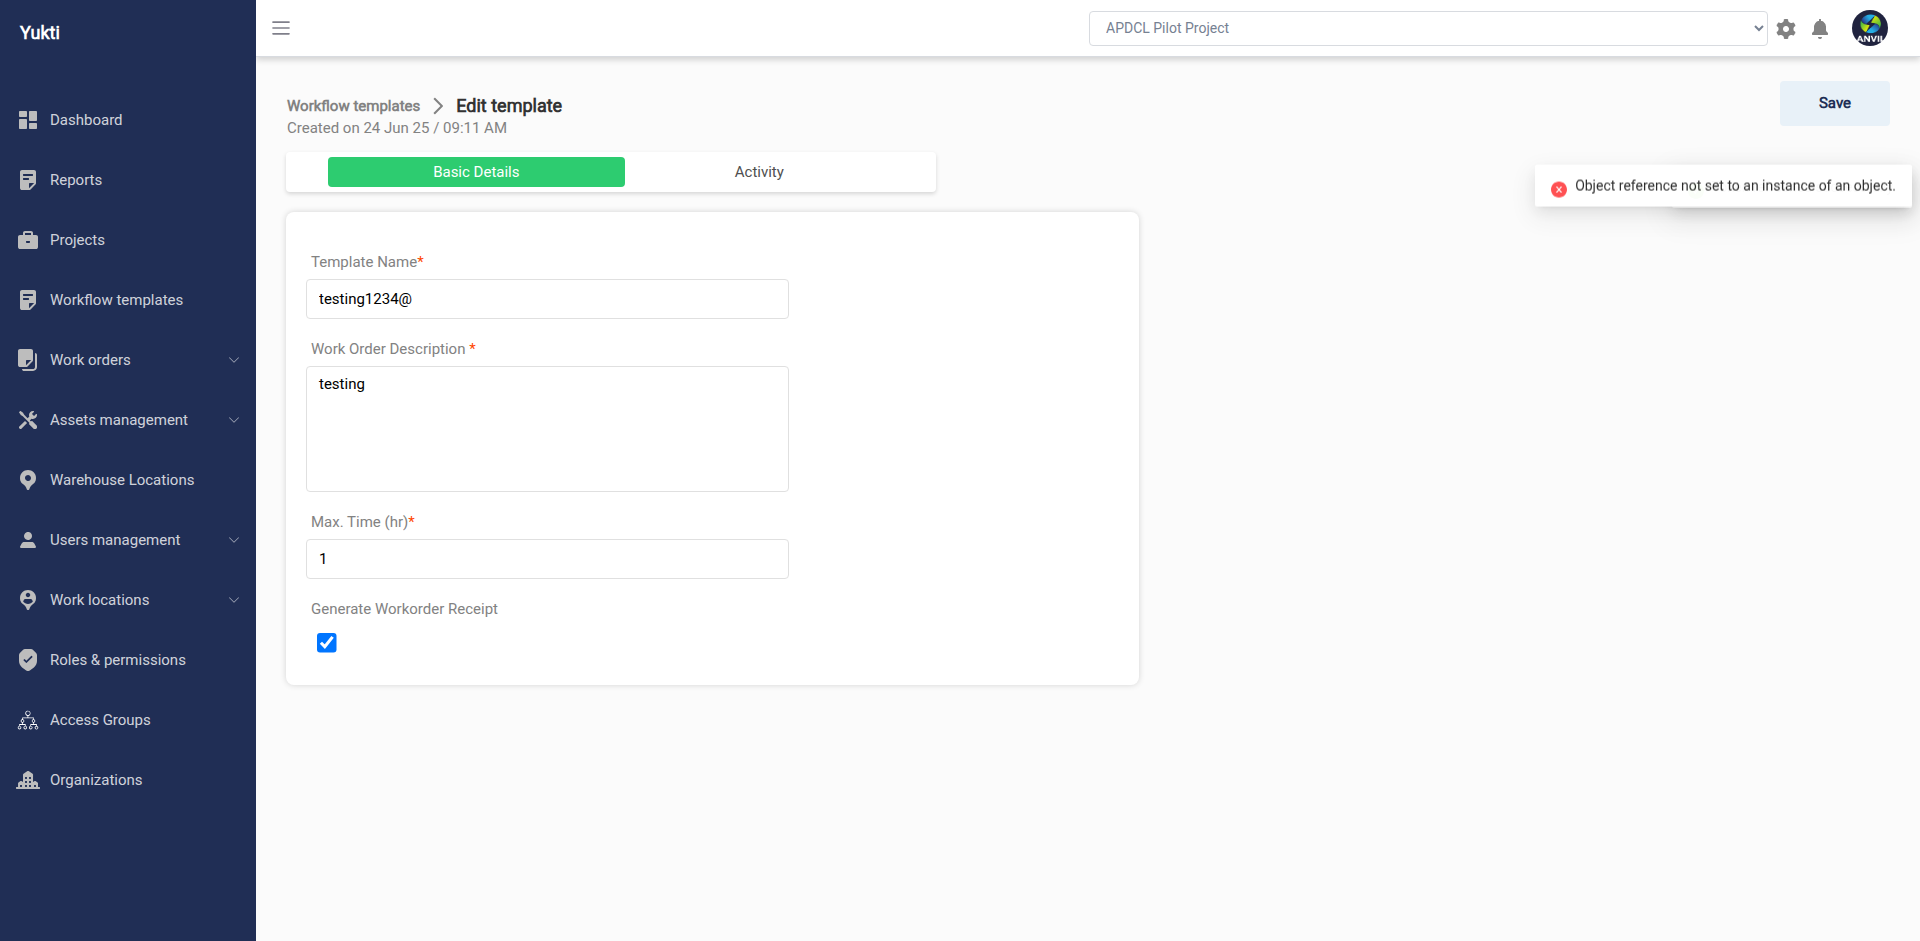 Yukti
APDCL Pilot Project
ANVIL
Dashboard
Reports
Projects
Workflow templates
Work orders
Assets management
Warehouse Locations
Users management
Work locations
Roles & permissions
Access Groups
Organizations
Workflow templates > Edit template
Created on 24 Jun 25 / 09:11 AM
Save
Basic Details
Activity
Object reference not set to an instance of an object.
Template Name*
testing1234@
Work Order Description *
testing
Max. Time (hr)*
1
Generate Workorder Receipt